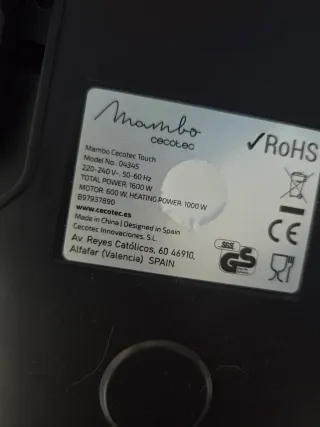 Mambo
cecotec
✓RoHS
Mambo Cecotec Touch
Model No.: 04345
220-240 V~, 50-60 Hz
TOTAL POWER: 1600 W
MOTOR: 600 W, HEATING POWER: 1000 W
B97937890
www.cecotec.es
Made in China | Designed in Spain
Cecotec Innovaciones, S.L.
Av. Reyes Católicos, 60 46910,
Alfafar (Valencia) SPAIN
CE
SGS
GS